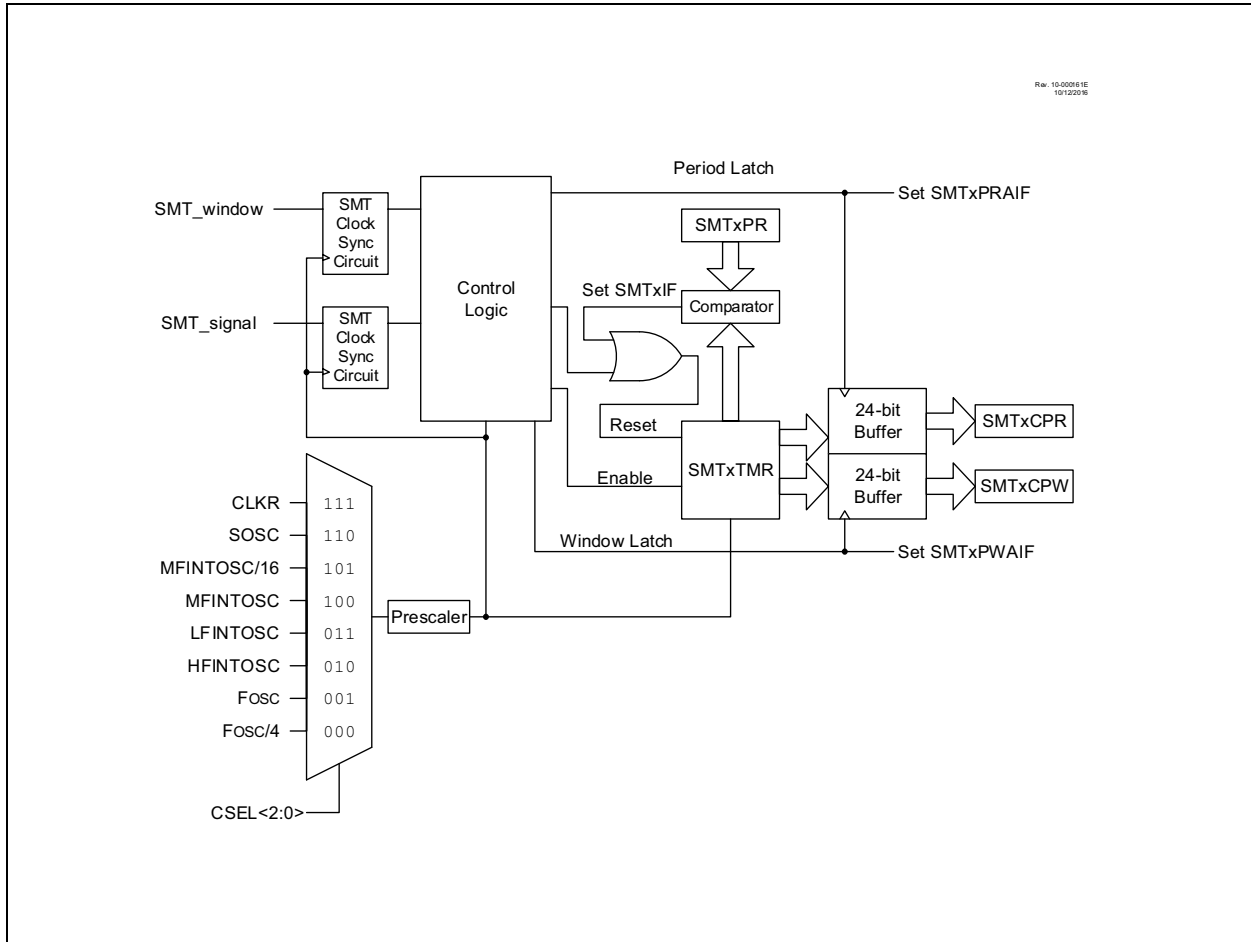 Rev. 10-000161E
10/12/2016
Period Latch
Set SMTxPRAIF
SMT_window
SMT
Clock
Sync
Circuit
SMTxPR
Control
Logic
Set SMTxIF
Comparator
SMT_signal
SMT
Clock
Sync
Circuit
Reset
24-bit
Buffer
SMTxCPR
SMTxTMR
Enable
24-bit
Buffer
SMTxCPW
Window Latch
Set SMTxPWAIF
CLKR 111
SOSC 110
MFINTOSC/16 101
MFINTOSC 100
Prescaler
LFINTOSC 011
HFINTOSC 010
FOSC 001
FOSC/4 000
CSEL<2:0>